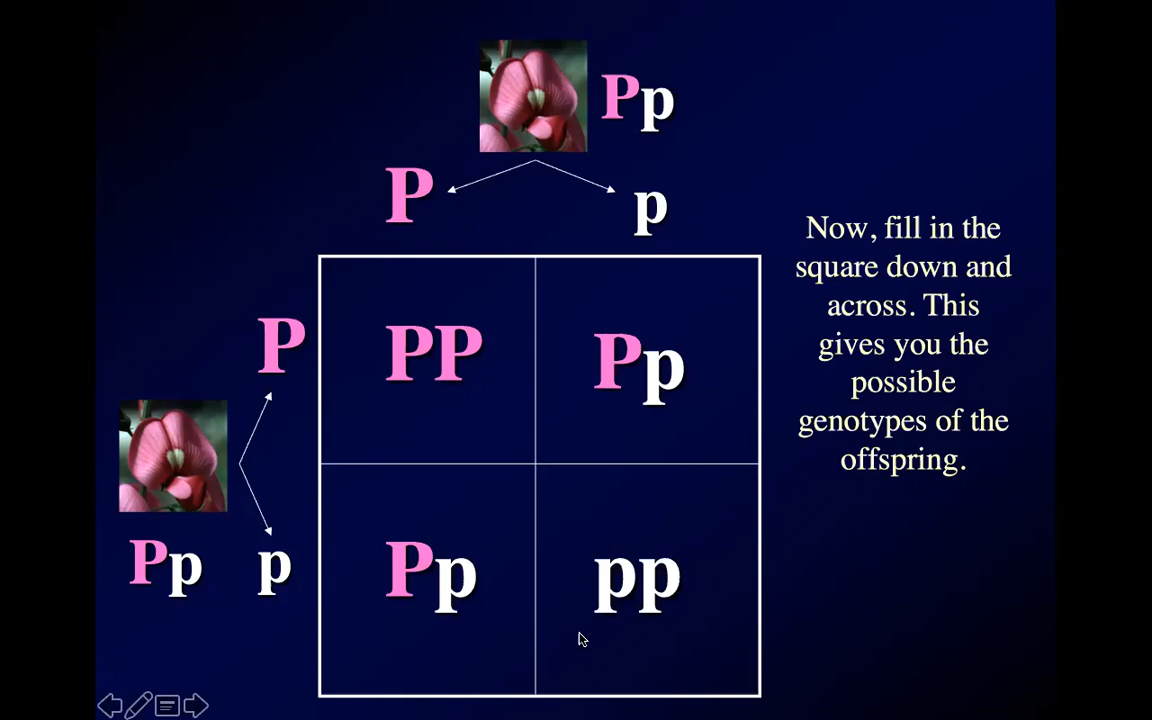 Pp
P
p
Now, fill in the
square down and
across. This
gives you the
possible
genotypes of the
offspring.
P
PP
Pp
Pp
p
Pp
pp